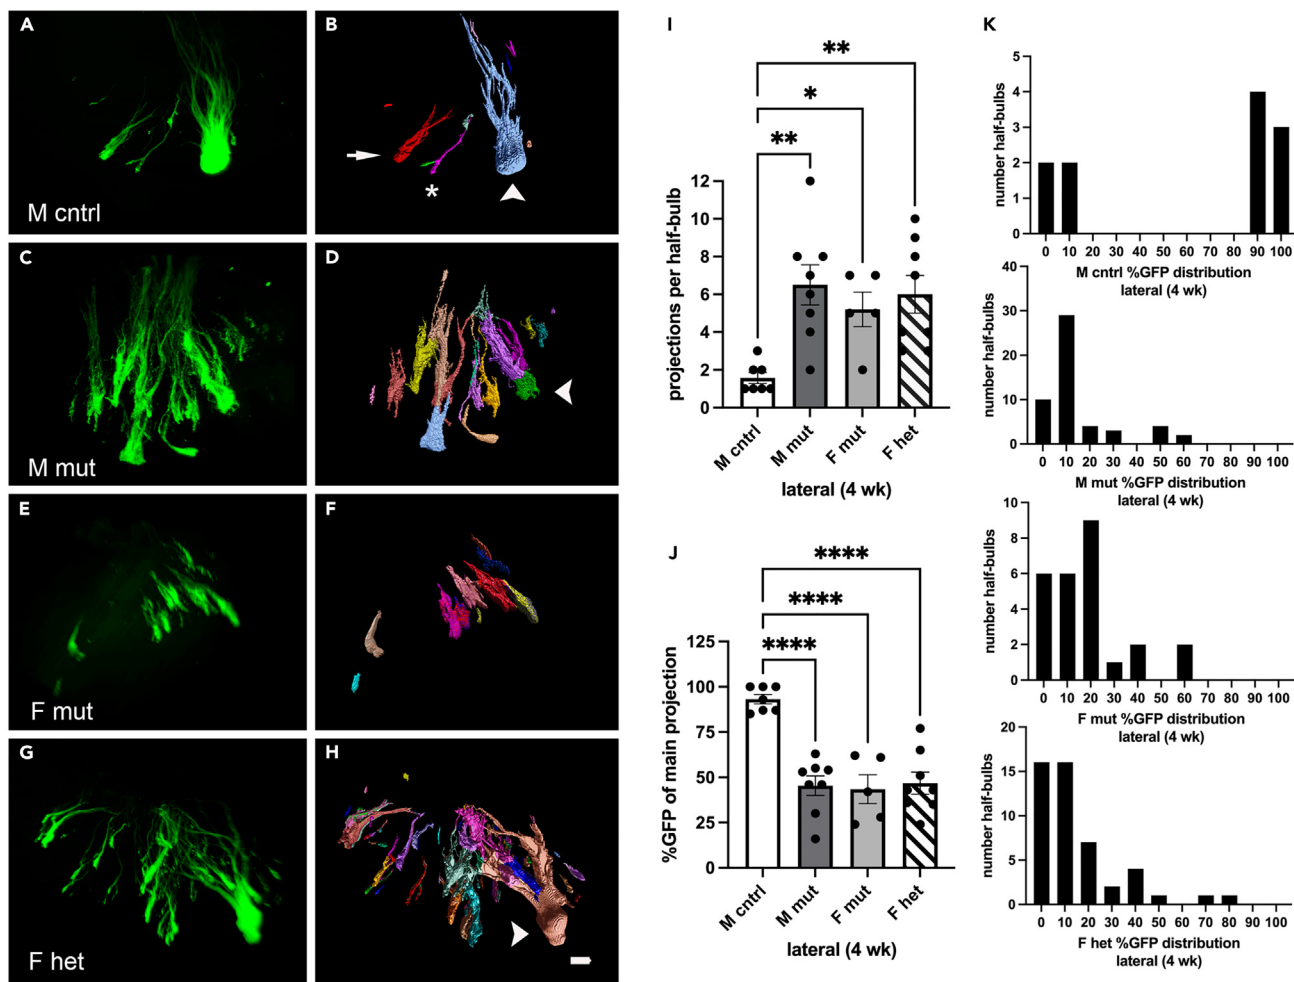 A
B
M cntrl
*
C
D
M mut
E
F
F mut
G
H
F het
I
**
*
**
projections per half-bulb
12
10
8
6
4
2
0
M cntrl
M mut
F mut
F het
lateral (4 wk)
J
****
****
****
%GFP of main projection
125
100
75
50
25
0
M cntrl
M mut
F mut
F het
lateral (4 wk)
K
number half-bulbs
5
4
3
2
1
0
0 10 20 30 40 50 60 70 80 90 100
M cntrl %GFP distribution
lateral (4 wk)
number half-bulbs
40
30
20
10
0
0 10 20 30 40 50 60 70 80 90 100
M mut %GFP distribution
lateral (4 wk)
number half-bulbs
10
8
6
4
2
0
0 10 20 30 40 50 60 70 80 90 100
F mut %GFP distribution
lateral (4 wk)
number half-bulbs
20
15
10
5
0
0 10 20 30 40 50 60 70 80 90 100
F het %GFP distribution
lateral (4 wk)